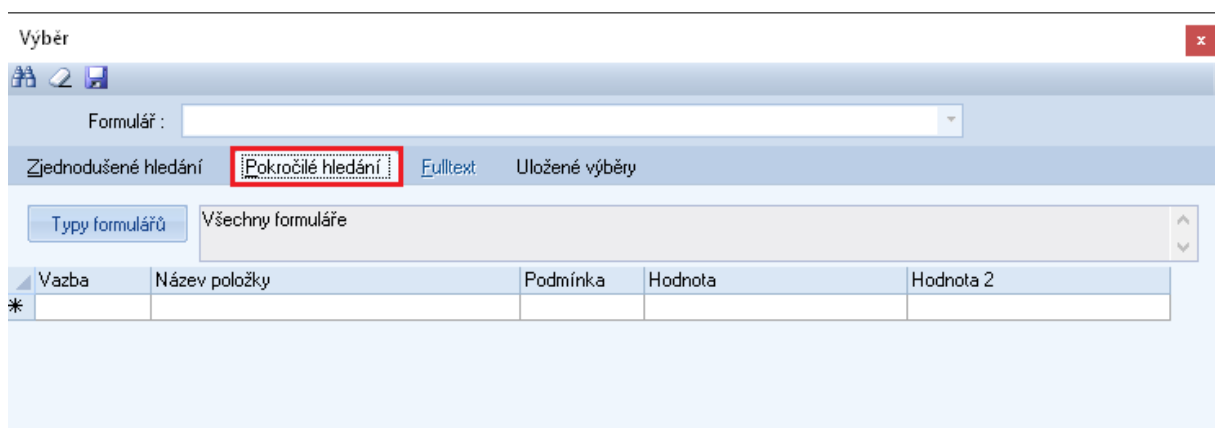 Výběr
Formulář :
Zjednodušené hledání Pokročilé hledání Fulltext Uložené výběry
Typy formulářů Všechny formuláře
Vazba Název položky Podmínka Hodnota Hodnota 2